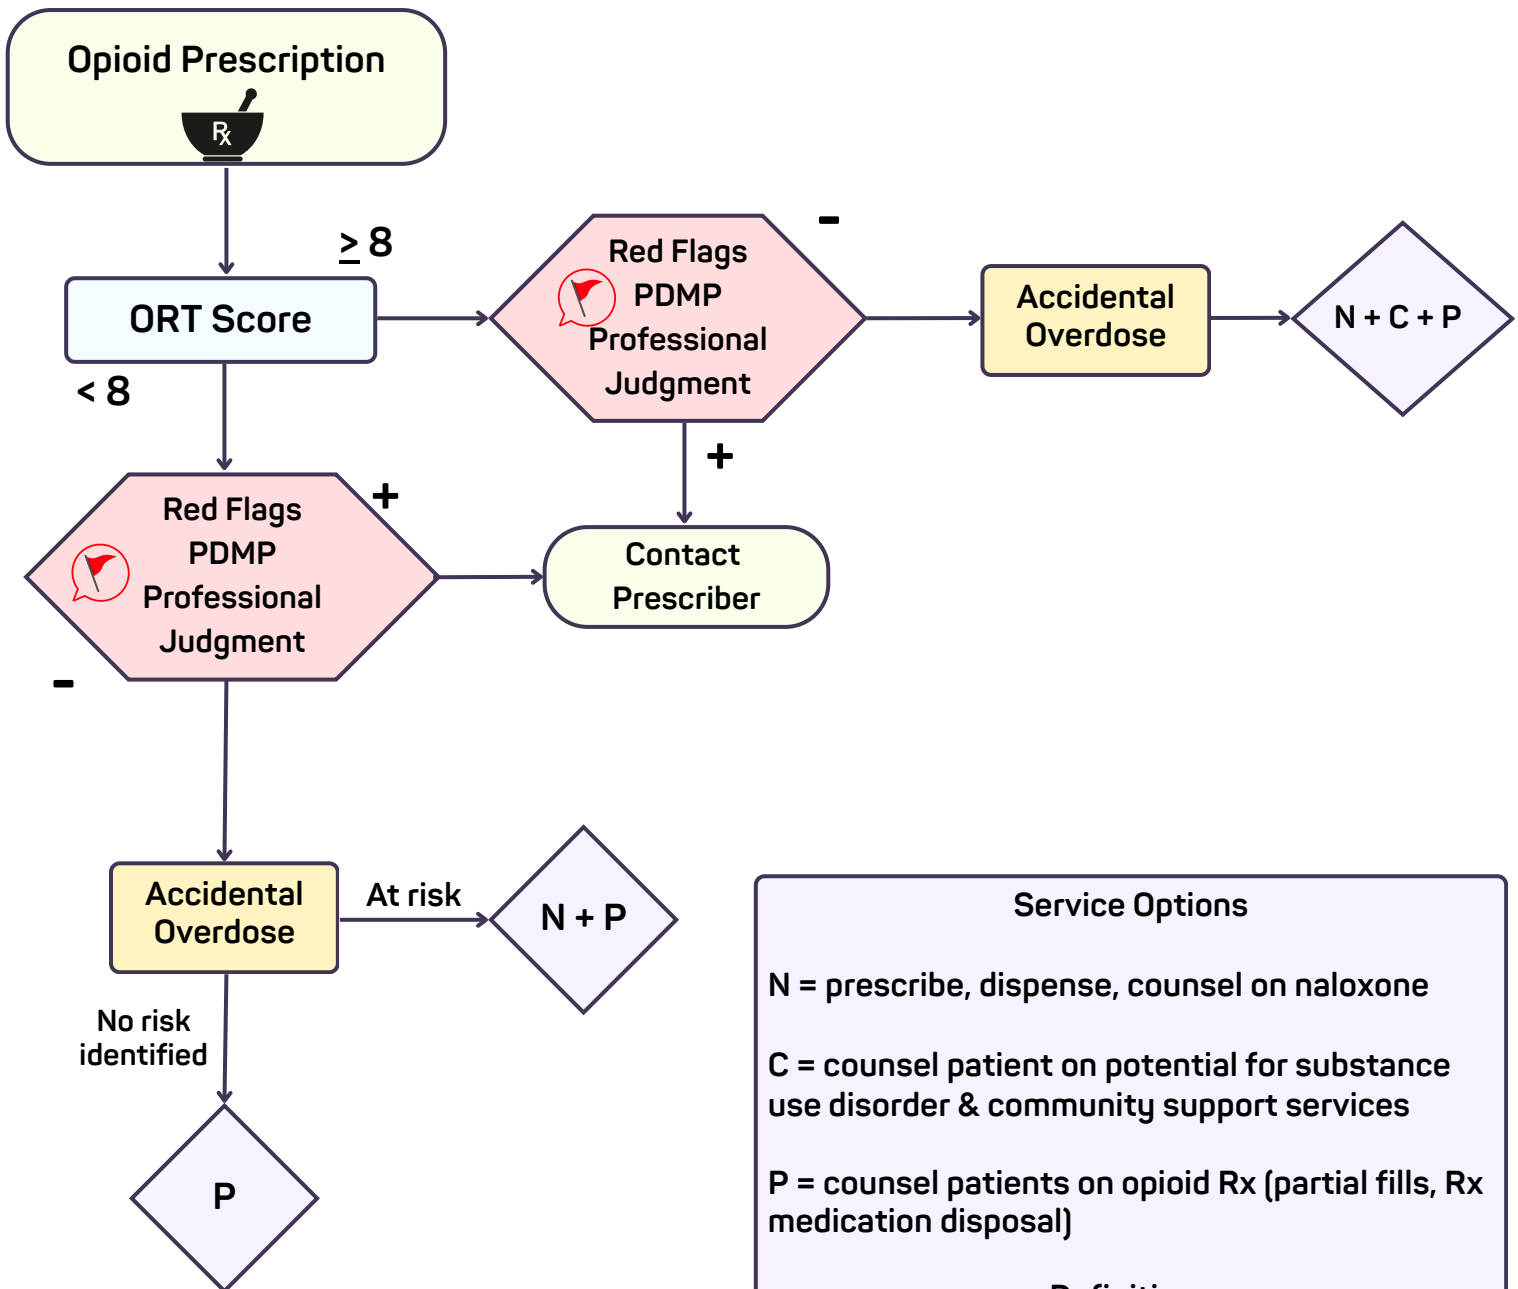 Opioid Prescription
Rx
≥ 8
ORT Score
< 8
Red Flags
PDMP
Professional
Judgment
-
+
Accidental
Overdose
N + C + P
Red Flags
PDMP
Professional
Judgment
+
-
Contact
Prescriber
Accidental
Overdose
At risk
N + P
No risk
identified
P
Service Options
N = prescribe, dispense, counsel on naloxone
C = counsel patient on potential for substance
use disorder & community support services
P = counsel patients on opioid Rx (partial fills, Rx
medication disposal)